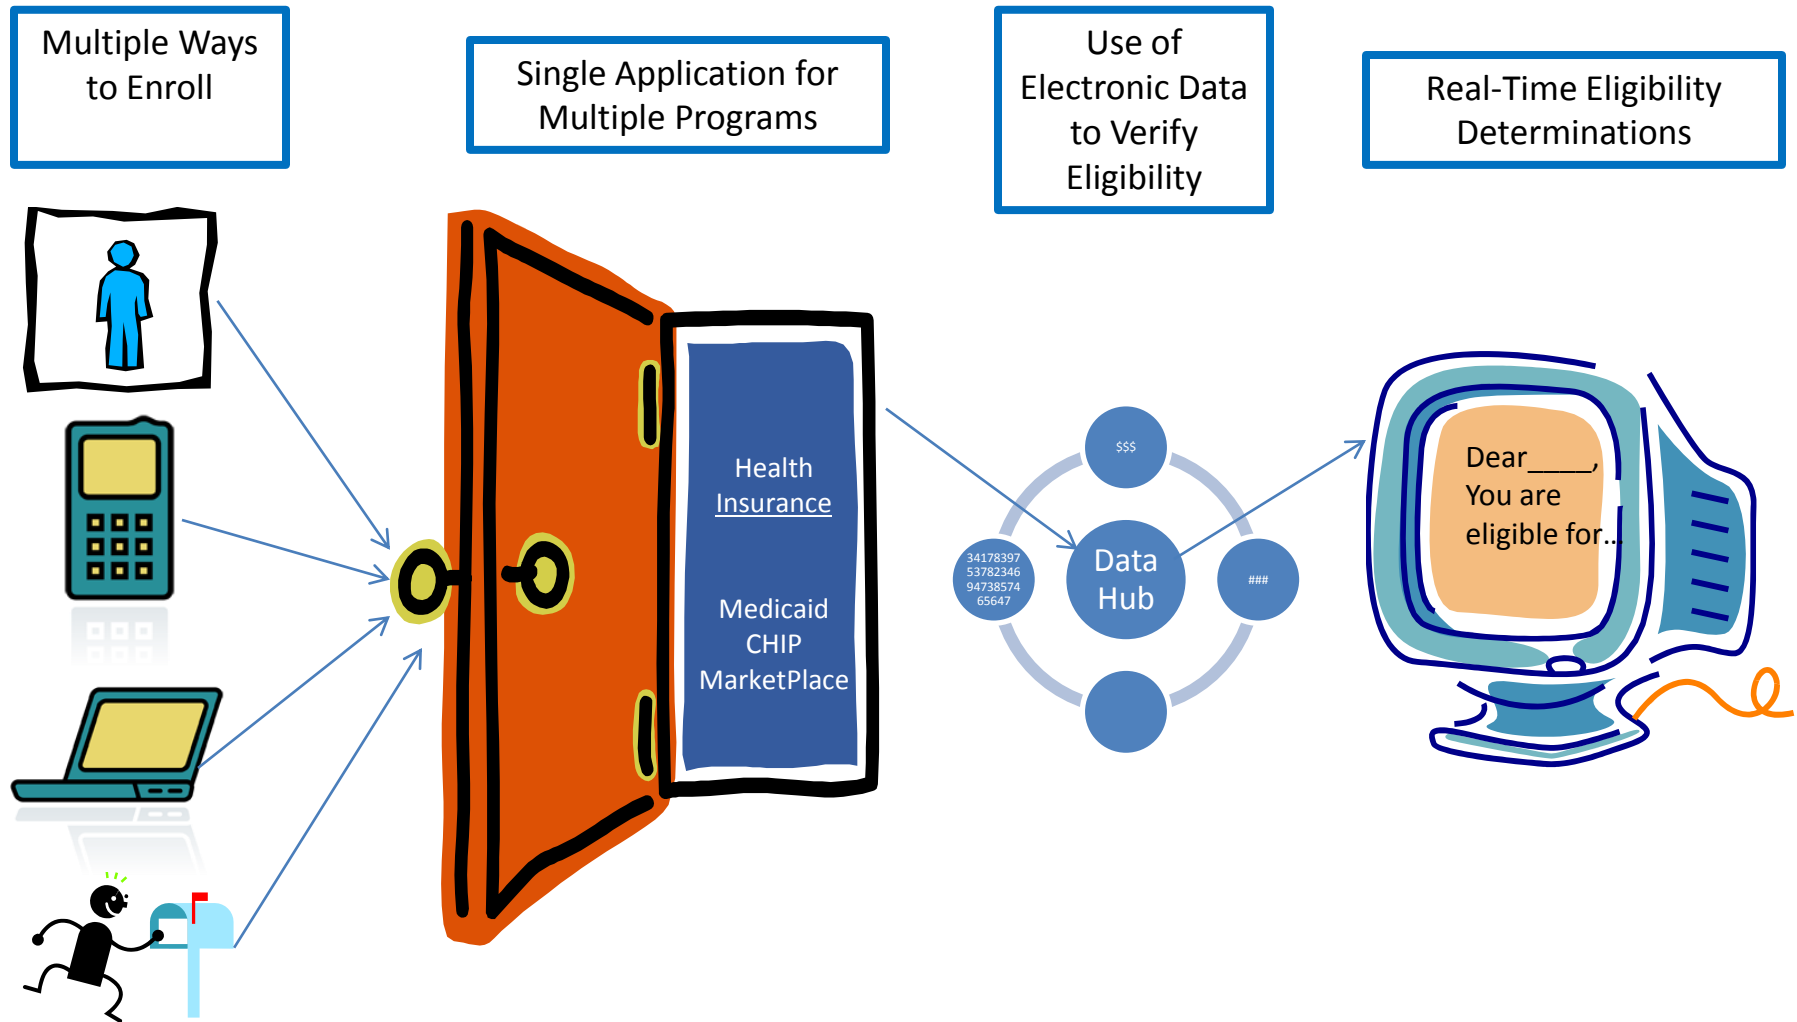 Multiple Ways
to Enroll
Single Application for
Multiple Programs
Use of
Electronic Data
to Verify
Eligibility
Real-Time Eligibility
Determinations
Health
Insurance
Medicaid
CHIP
MarketPlace
$$$
34178397
53782346
94738574
65647
Data
Hub
###
Dear____,
You are
eligible for...